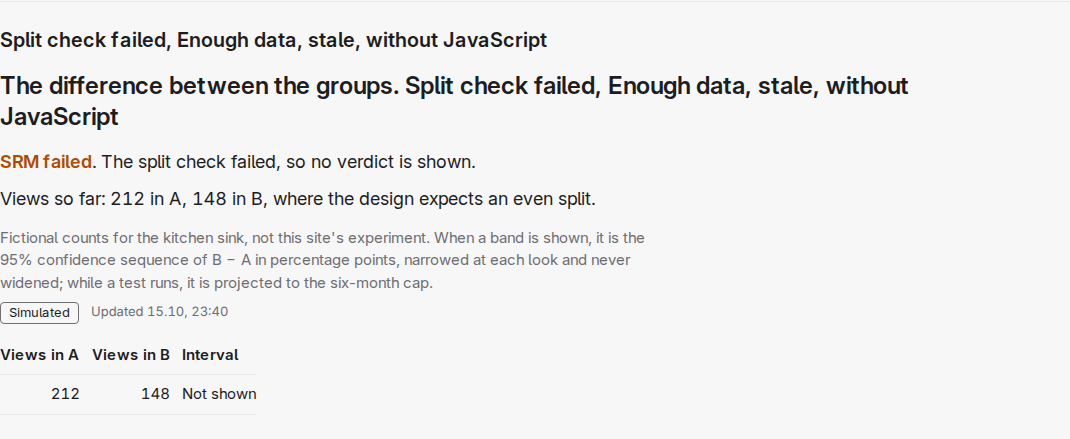 Split check failed, Enough data, stale, without JavaScript
The difference between the groups. Split check failed, Enough data, stale, without
JavaScript
SRM failed. The split check failed, so no verdict is shown.
Views so far: 212 in A, 148 in B, where the design expects an even split.
Fictional counts for the kitchen sink, not this site's experiment. When a band is shown, it is the
95% confidence sequence of B − A in percentage points, narrowed at each look and never
widened; while a test runs, it is projected to the six-month cap.
Simulated Updated 15.10, 23:40
Views in A Views in B Interval
212 148 Not shown